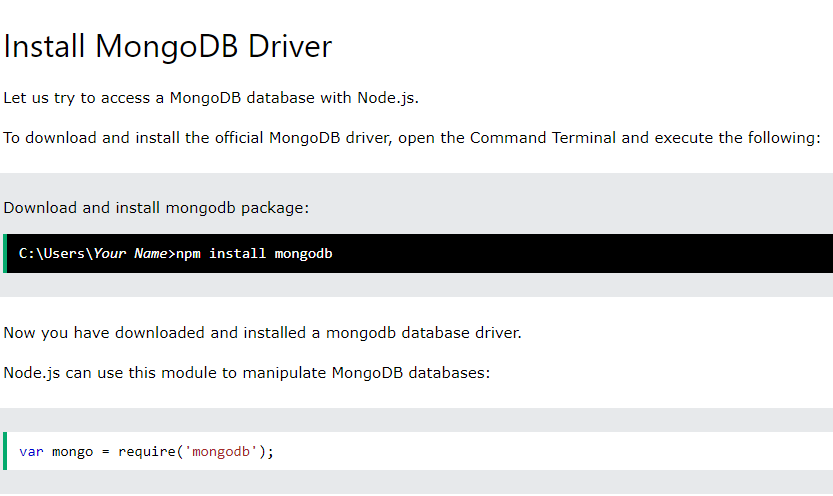 Install MongoDB Driver
Let us try to access a MongoDB database with Node.js.
To download and install the official MongoDB driver, open the Command Terminal and execute the following:
Download and install mongodb package:
C:\Users\Your Name>npm install mongodb
Now you have downloaded and installed a mongodb database driver.
Node.js can use this module to manipulate MongoDB databases:
var mongo = require('mongodb');